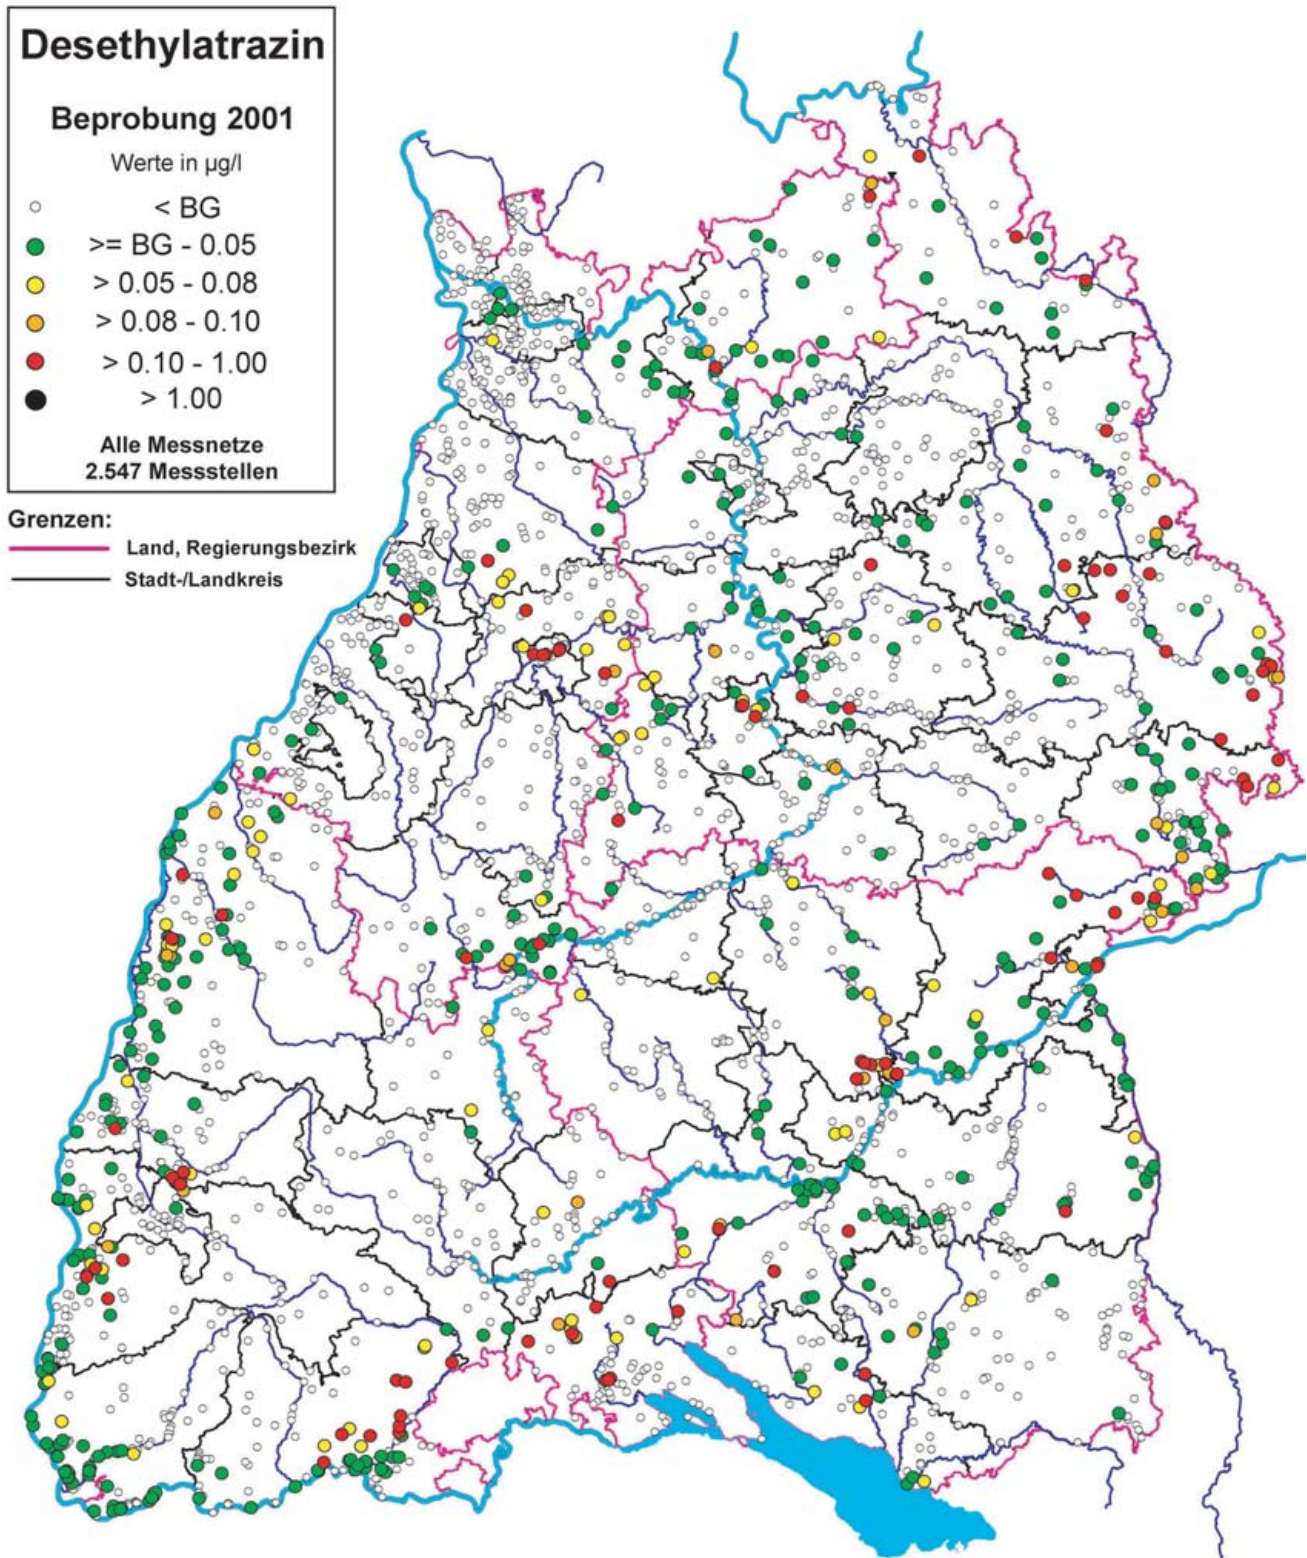 Desethylatrazin
Beprobung 2001
Werte in µg/l
< BG
>= BG - 0.05
> 0.05 - 0.08
> 0.08 - 0.10
> 0.10 - 1.00
> 1.00
Alle Messnetze
2.547 Messstellen
Grenzen:
Land, Regierungsbezirk
Stadt-/Landkreis